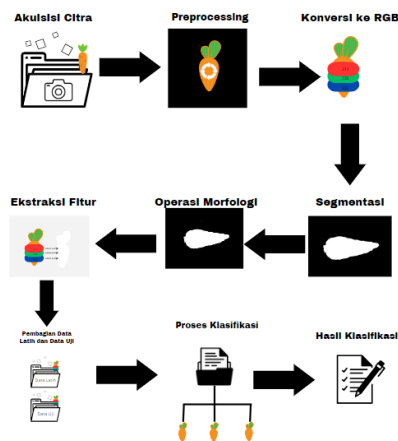 Akuisisi Citra
Preprocessing
Konversi ke RGB
Ekstraksi Fitur
Operasi Morfologi
Segmentasi
Pembagian Data
Latih dan Data Uji
Proses Klasifikasi
Hasil Klasifikasi
Data Latih
Data Uji